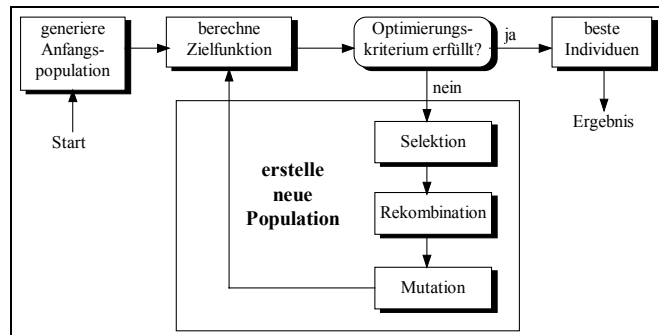 generiere
Anfangs-
population
berechne
Zielfunktion
Optimierungs-
kriterium erfüllt?
ja
beste
Individuen
nein
Start
Ergebnis
Selektion
erstelle
neue
Population
Rekombination
Mutation